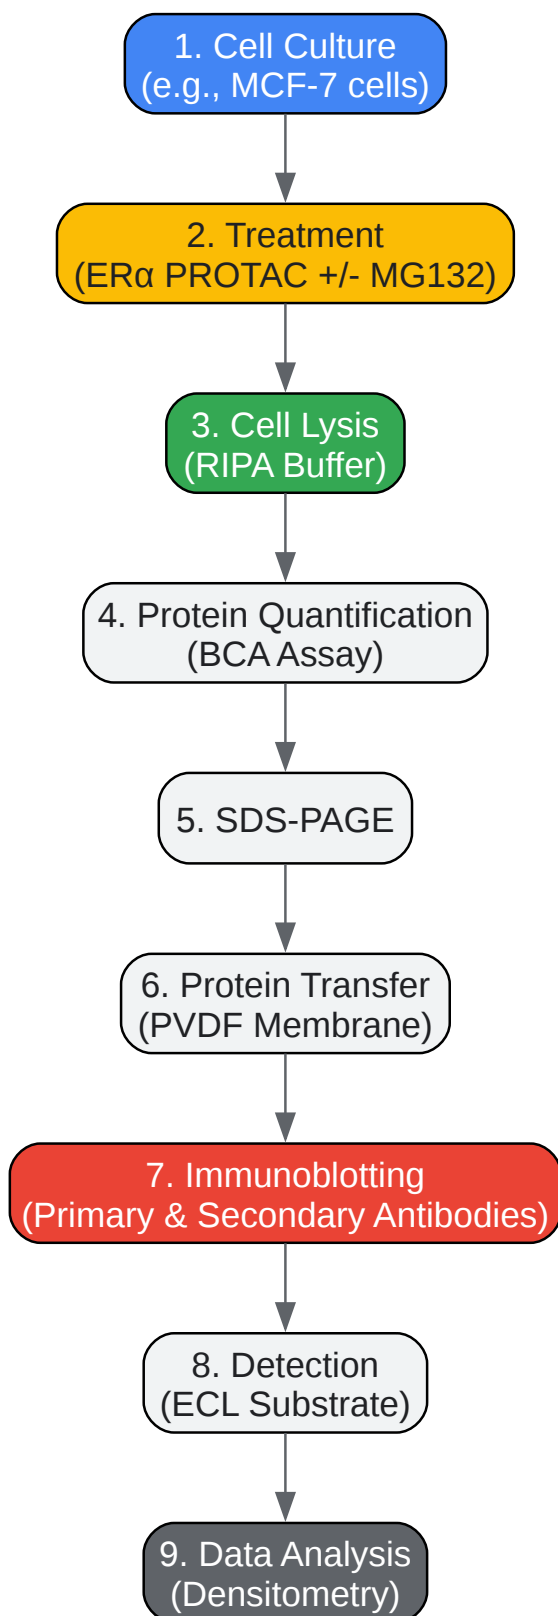 1. Cell Culture
(e.g., MCF-7 cells)
2. Treatment
(ERα PROTAC +/- MG132)
3. Cell Lysis
(RIPA Buffer)
4. Protein Quantification
(BCA Assay)
5. SDS-PAGE
6. Protein Transfer
(PVDF Membrane)
7. Immunoblotting
(Primary & Secondary Antibodies)
8. Detection
(ECL Substrate)
9. Data Analysis
(Densitometry)